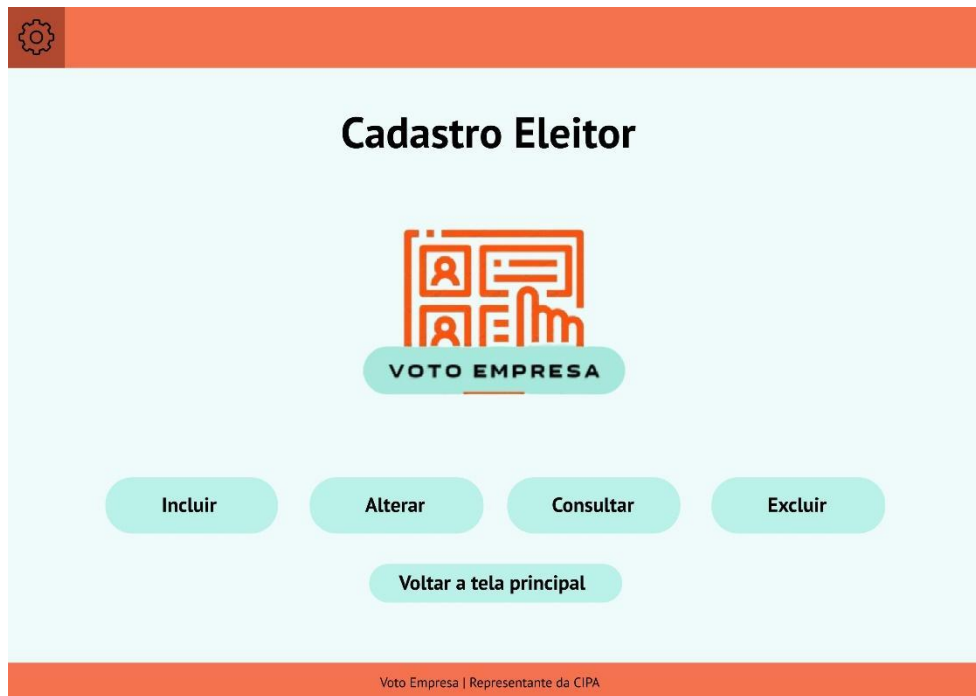 Cadastro Eleitor
VOTO EMPRESA
Incluir Alterar Consultar Excluir
Voltar a tela principal
Voto Empresa | Representante da CIPA